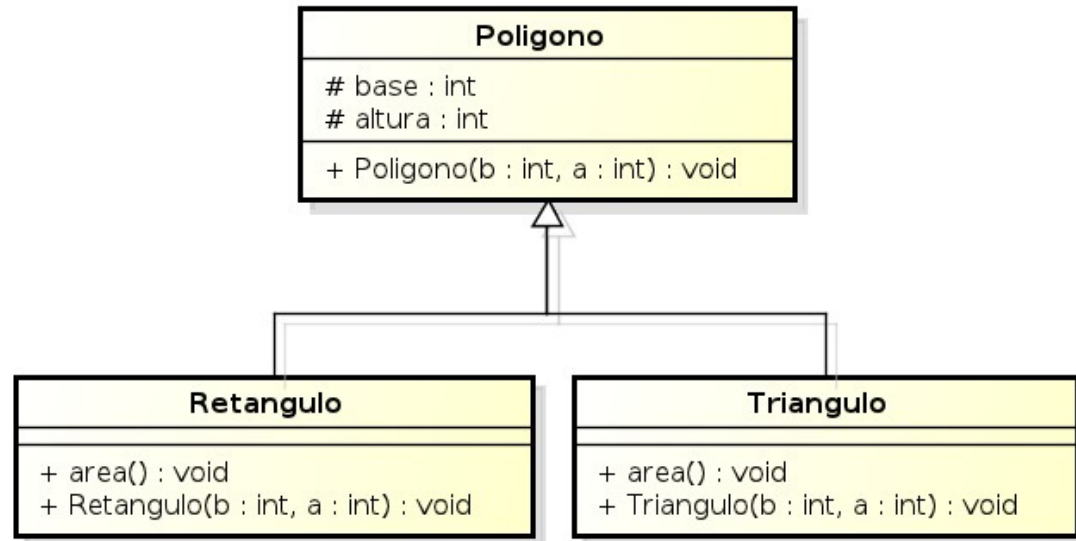 Poligono
# base : int
# altura : int
+ Poligono(b : int, a : int) : void
Retangulo
+ area() : void
+ Retangulo(b : int, a : int) : void
Triangulo
+ area() : void
+ Triangulo(b : int, a : int) : void